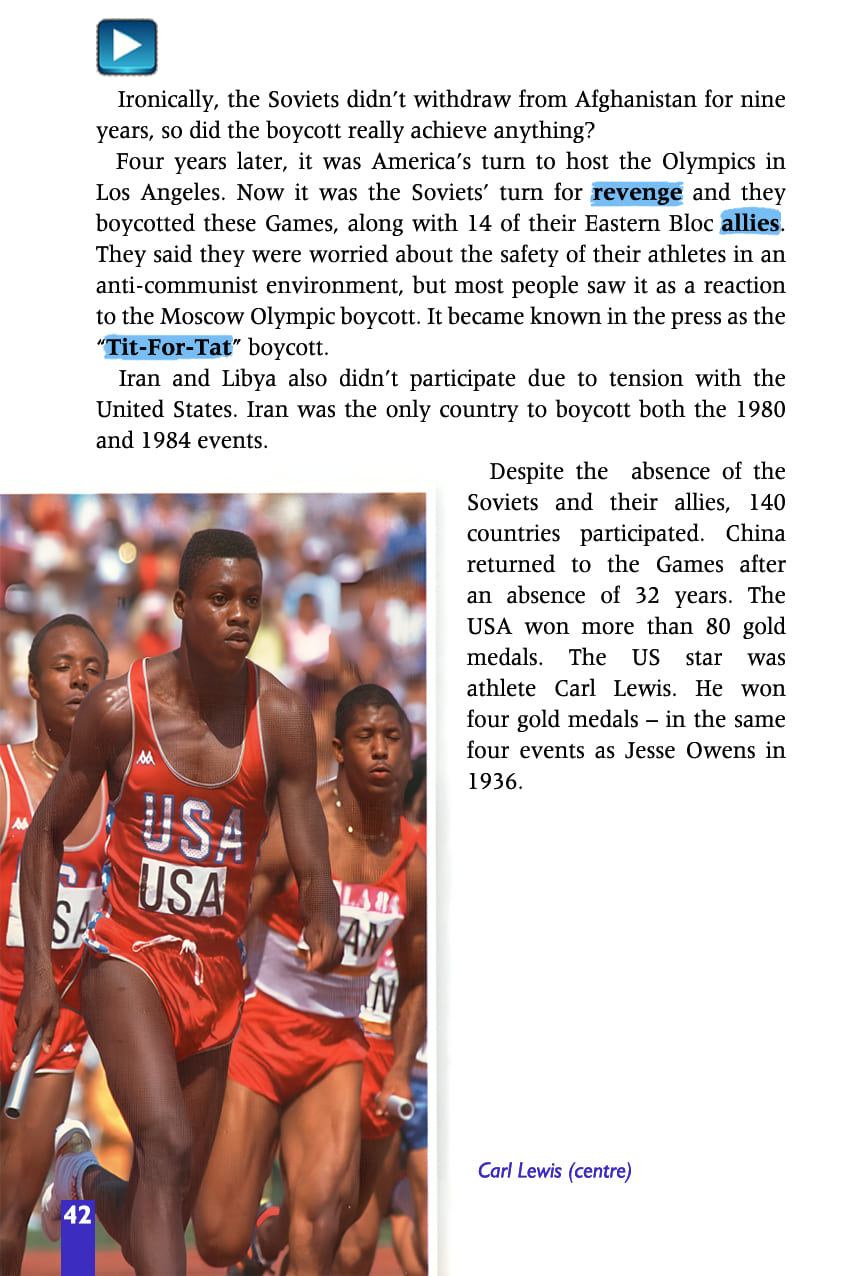 Ironically, the Soviets didn’t withdraw from Afghanistan for nine
years, so did the boycott really achieve anything?
Four years later, it was America’s turn to host the Olympics in
Los Angeles. Now it was the Soviets’ turn for revenge and they
boycotted these Games, along with 14 of their Eastern Bloc allies.
They said they were worried about the safety of their athletes in an
anti-communist environment, but most people saw it as a reaction
to the Moscow Olympic boycott. It became known in the press as the
“Tit-For-Tat” boycott.
Iran and Libya also didn’t participate due to tension with the
United States. Iran was the only country to boycott both the 1980
and 1984 events.
Despite the absence of the
Soviets and their allies, 140
countries participated. China
returned to the Games after
an absence of 32 years. The
USA won more than 80 gold
medals. The US star was
athlete Carl Lewis. He won
four gold medals – in the same
four events as Jesse Owens in
1936.
USA
USA
Carl Lewis (centre)
42